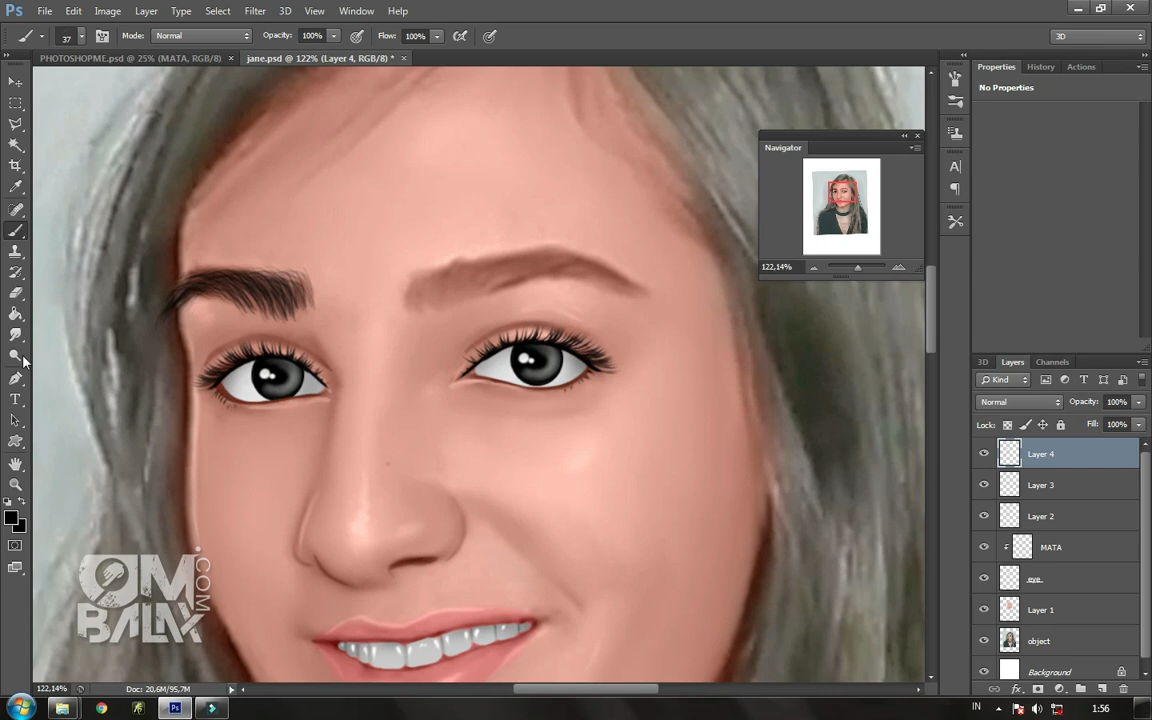 Ps File Edit Image Layer Type Select Filter 3D View Window Help
37 Mode: Normal Opacity: 100% Flow: 100% 3D
PHOTOSHOPME.psd @ 25% (MATA, RGB/8) × jane.psd @ 122% (Layer 4, RGB/8) * ×
Properties History Actions
No Properties
Navigator
122,14%
3D Layers Channels
Kind
Normal Opacity: 100%
Lock: Fill: 100%
Layer 4
Layer 3
Layer 2
MATA
eye
Layer 1
object
Background
OM
BALAX
.COM
122,14% Doc: 20,6M/95,7M
IN 1:56